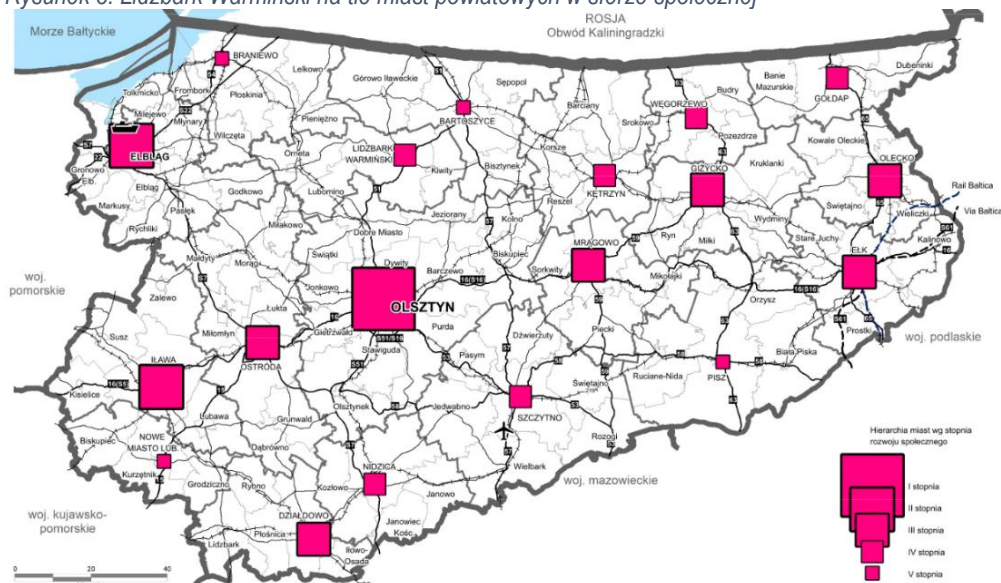 Rysunek 3. Lidzbark Warmiński na tle miast powiatowych w sferze społecznej
Morze Bałtyckie
ROSJA
Obwód Kaliningradzki
BRANIEWO
Lelkowo
Górowo Iławeckie
Sępopol
Barciany
Budry
Banie
Mazurskie
Dubeninki
GOŁDAP
Tolkmicko
Frombork
Płoskinia
Pieniężno
BARTOSZYCE
WĘGORZEWO
Srokowo
Pozezdrze
Kowale Oleckie
Milejewo
Młynary
Wilczęta
Orneta
LIDZBARK
WARMIŃSKI
Kiwity
Bisztynek
Korsze
Kruklanki
OLECKO
ELBLĄG
Gronowo
Elb.
Elbląg
Godkowo
Lubomino
Reszel
KĘTRZYN
GIŻYCKO
Świętajno
Wieliczki
Rail Baltica
Via Baltica
Markusy
Pasłęk
Miłakowo
Jeziorany
Kolno
Wydminy
Kalinowo
Rychliki
Dobre Miasto
Biskupiec
MRĄGOWO
Ryn
Miłki
Stare Juchy
EŁK
Małdyty
Morąg
Świątki
Dywity
Barczewo
Sorkwity
Mikołajki
Orzysz
woj.
pomorskie
Zalewo
Jonkowo
OLSZTYN
Łukta
Gietrzwałd
Purda
Dźwierzuty
Piecki
Prostki
Susz
Miłomłyn
Stawiguda
Pasym
Biała Piska
woj. podlaskie
IŁAWA
OSTRÓDA
Świętajno
Ruciane-Nida
PISZ
Kisielice
Lubawa
Grunwald
Olsztynek
Jedwabno
SZCZYTNO
Rozogi
Biskupiec
NOWE
MIASTO LUB.
Dąbrówno
Wielbark
Kurzętnik
Grodziczno
Rybno
Kozłowo
NIDZICA
Janowo
woj. mazowieckie
woj. kujawsko-
pomorskie
DZIAŁDOWO
Płośnica
Janowiec
Kośc.
Lidzbark
Iłowo-
Osada
0 20 40
Hierarchia miast wg stopnia
rozwoju społecznego
I stopnia
II stopnia
III stopnia
IV stopnia
V stopnia